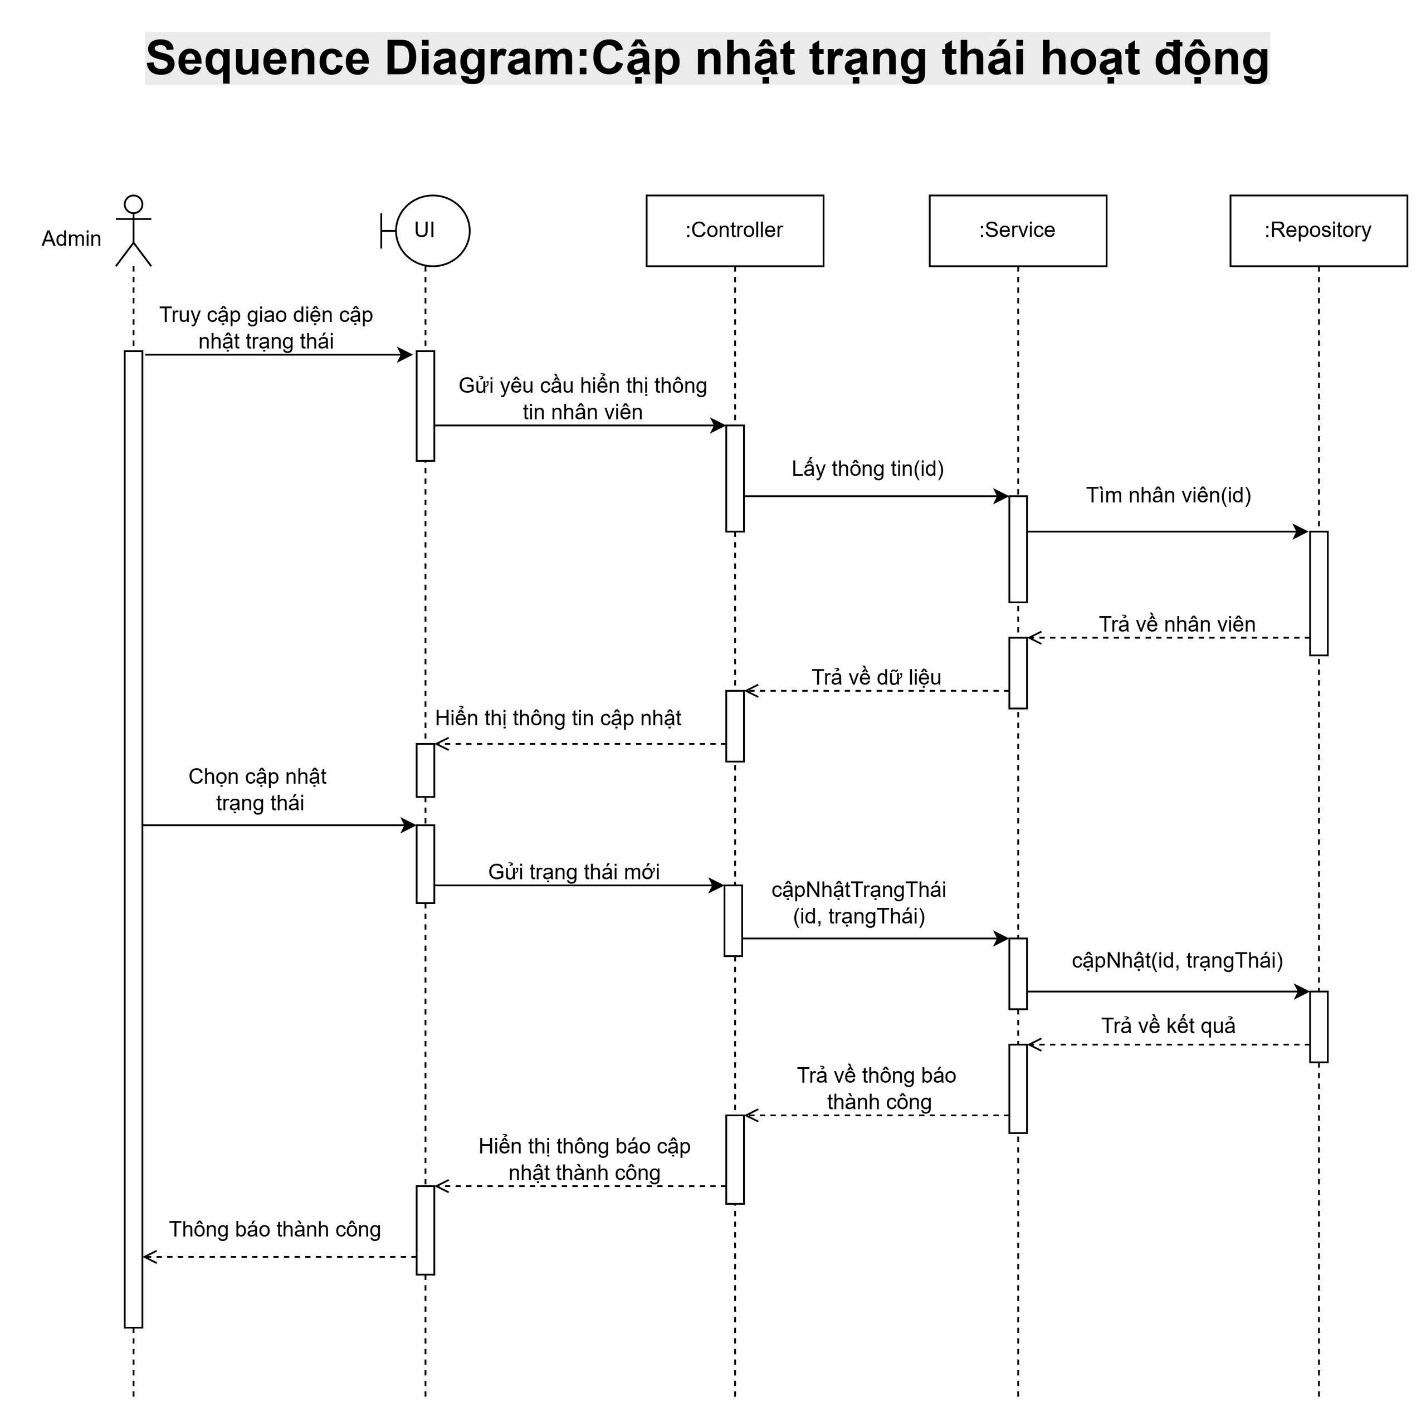 Sequence Diagram:Cập nhật trạng thái hoạt động
Admin
UI
:Controller
:Service
:Repository
Truy cập giao diện cập
nhật trạng thái
Gửi yêu cầu hiển thị thông
tin nhân viên
Lấy thông tin(id)
Tìm nhân viên(id)
Trả về nhân viên
Trả về dữ liệu
Hiển thị thông tin cập nhật
Chọn cập nhật
trạng thái
Gửi trạng thái mới
cậpNhậtTrạngThái
(id, trạngThái)
cậpNhật(id, trạngThái)
Trả về kết quả
Trả về thông báo
thành công
Hiển thị thông báo cập
nhật thành công
Thông báo thành công